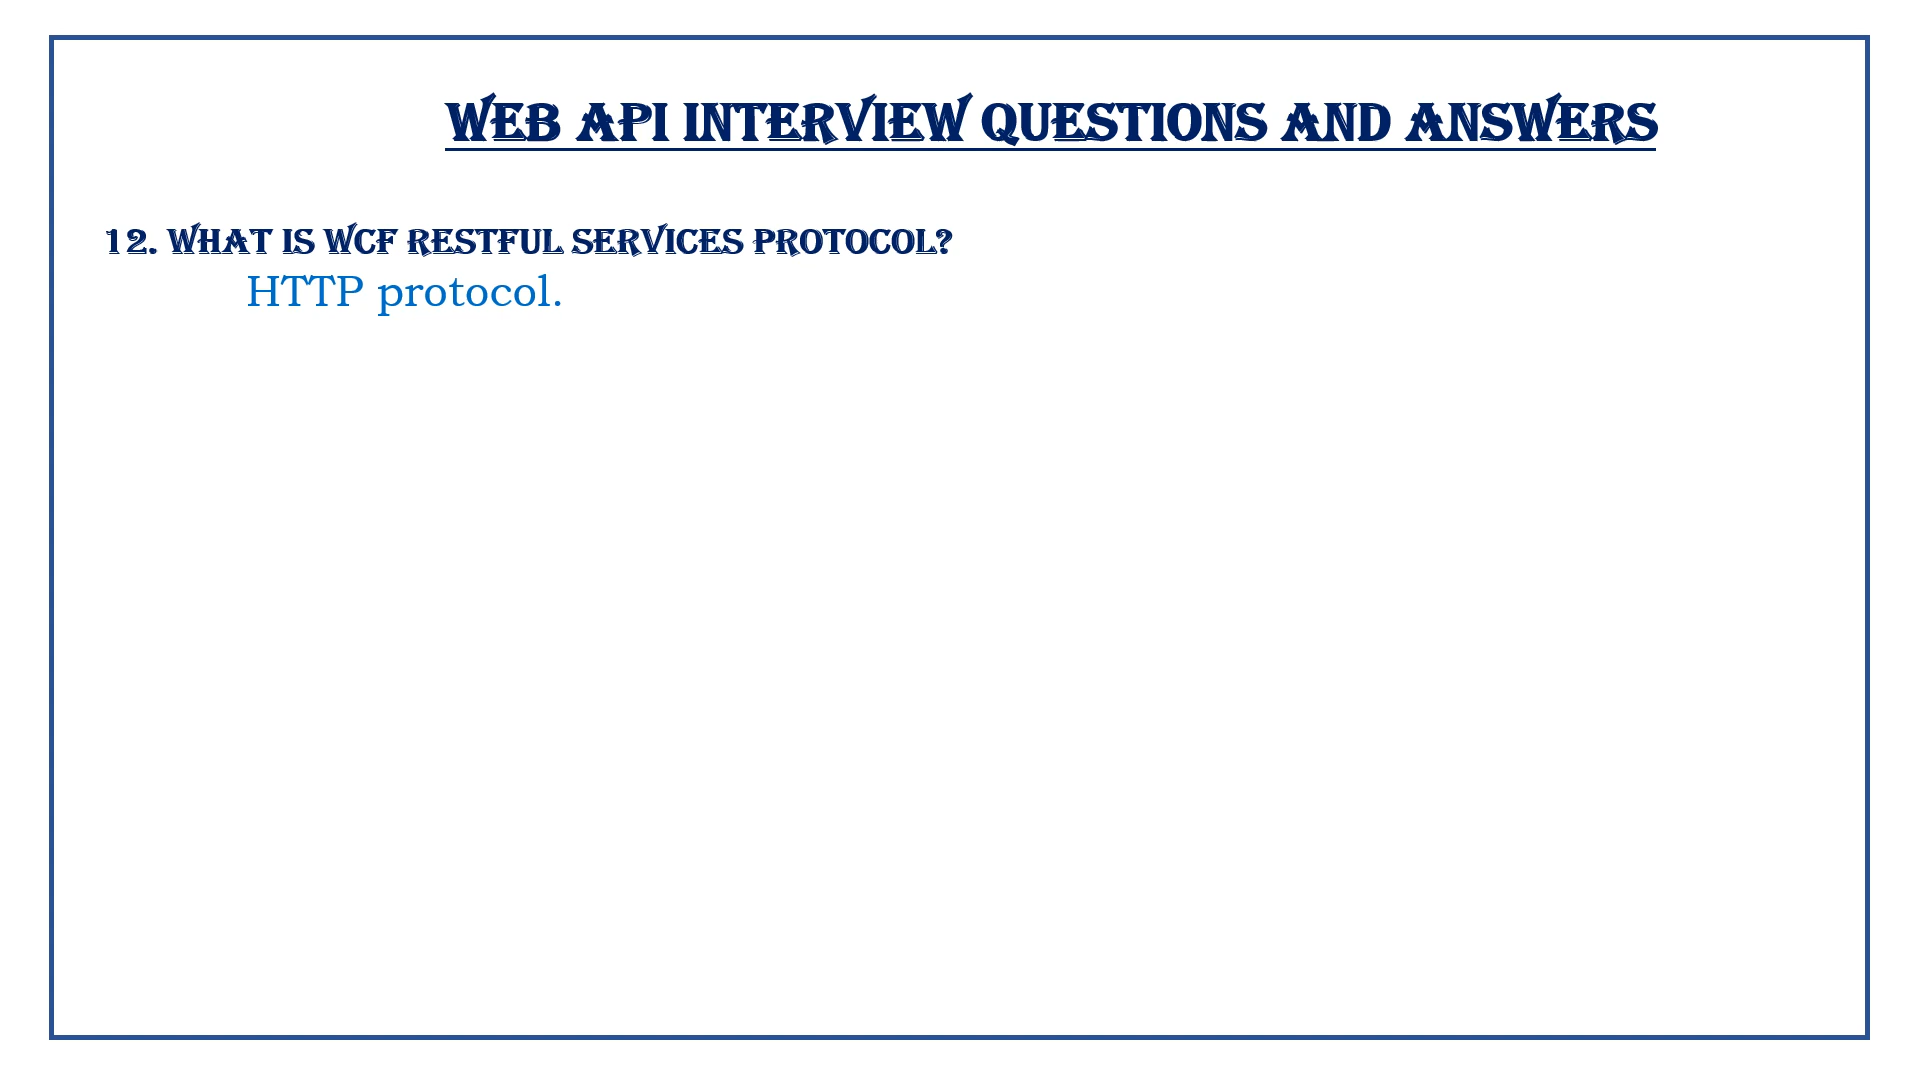 WEB API INTERVIEW QUESTIONS AND ANSWERS
12. WHAT IS WCF RESTFUL SERVICES PROTOCOL?
HTTP protocol.